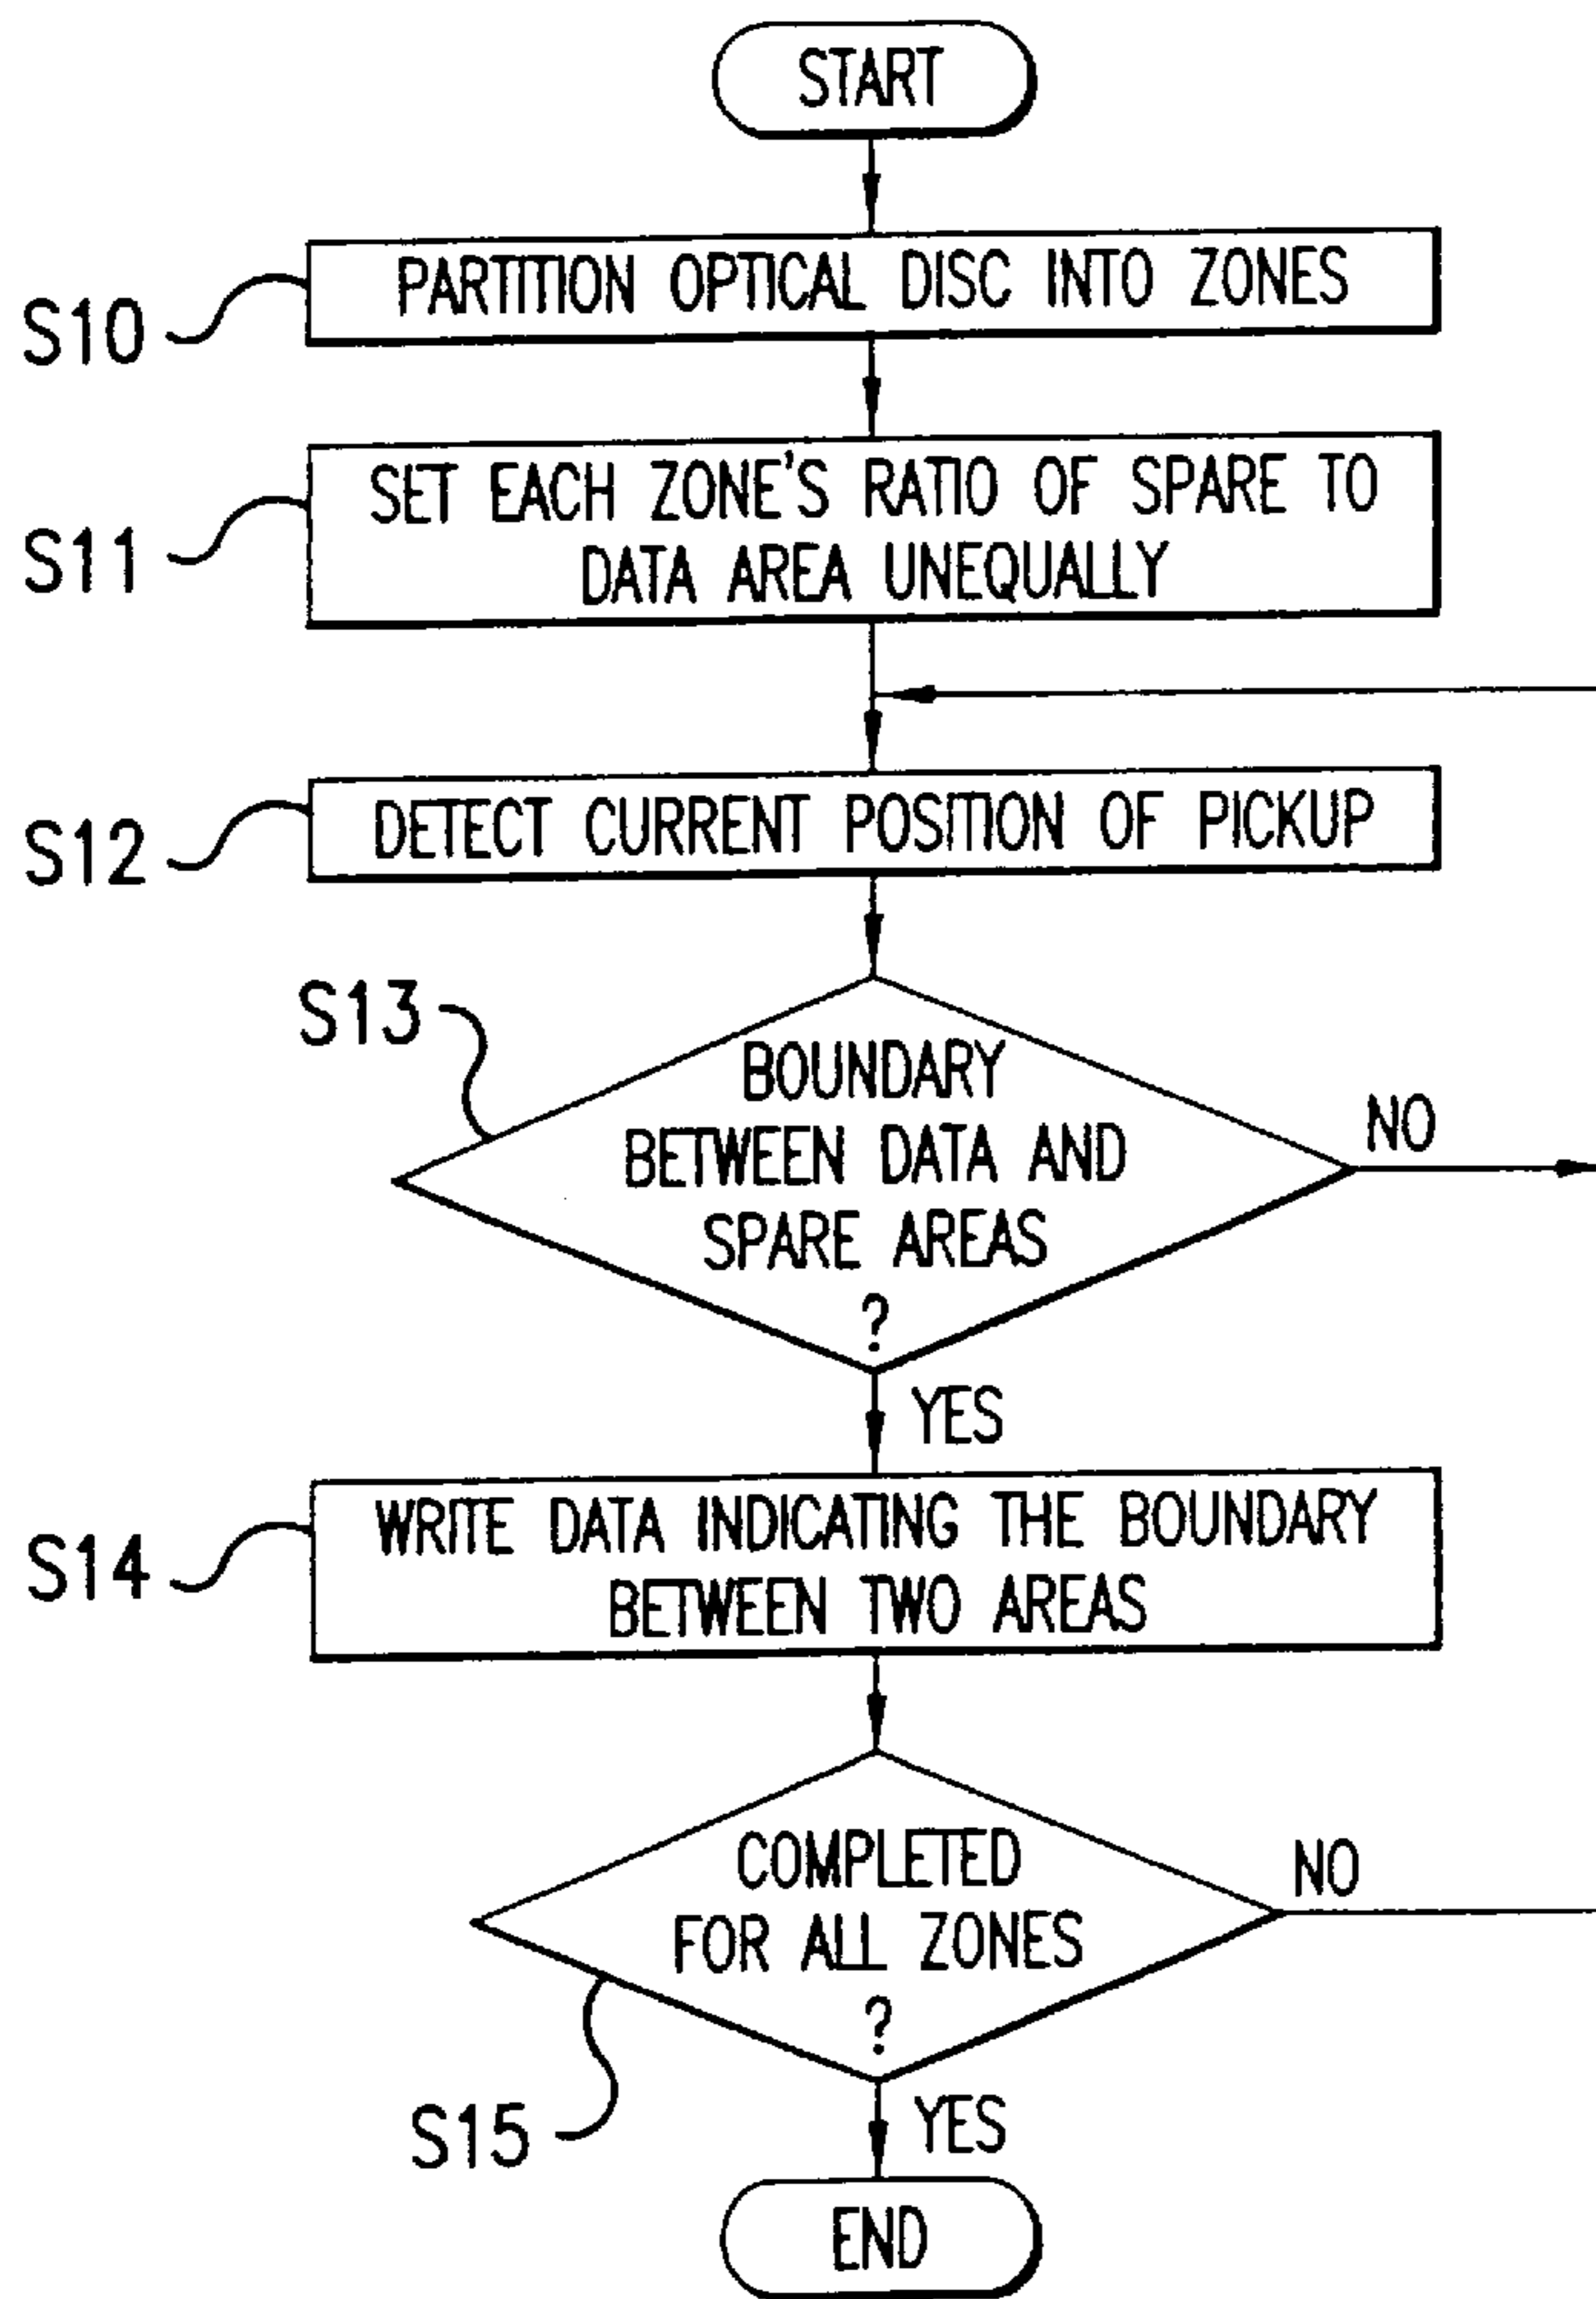 START
S10
PARTITION OPTICAL DISC INTO ZONES
S11
SET EACH ZONE'S RATIO OF SPARE TO
DATA AREA UNEQUALLY
S12
DETECT CURRENT POSITION OF PICKUP
S13
BOUNDARY
BETWEEN DATA AND
SPARE AREAS
?
NO
YES
S14
WRITE DATA INDICATING THE BOUNDARY
BETWEEN TWO AREAS
COMPLETED
FOR ALL ZONES
?
NO
S15
YES
END